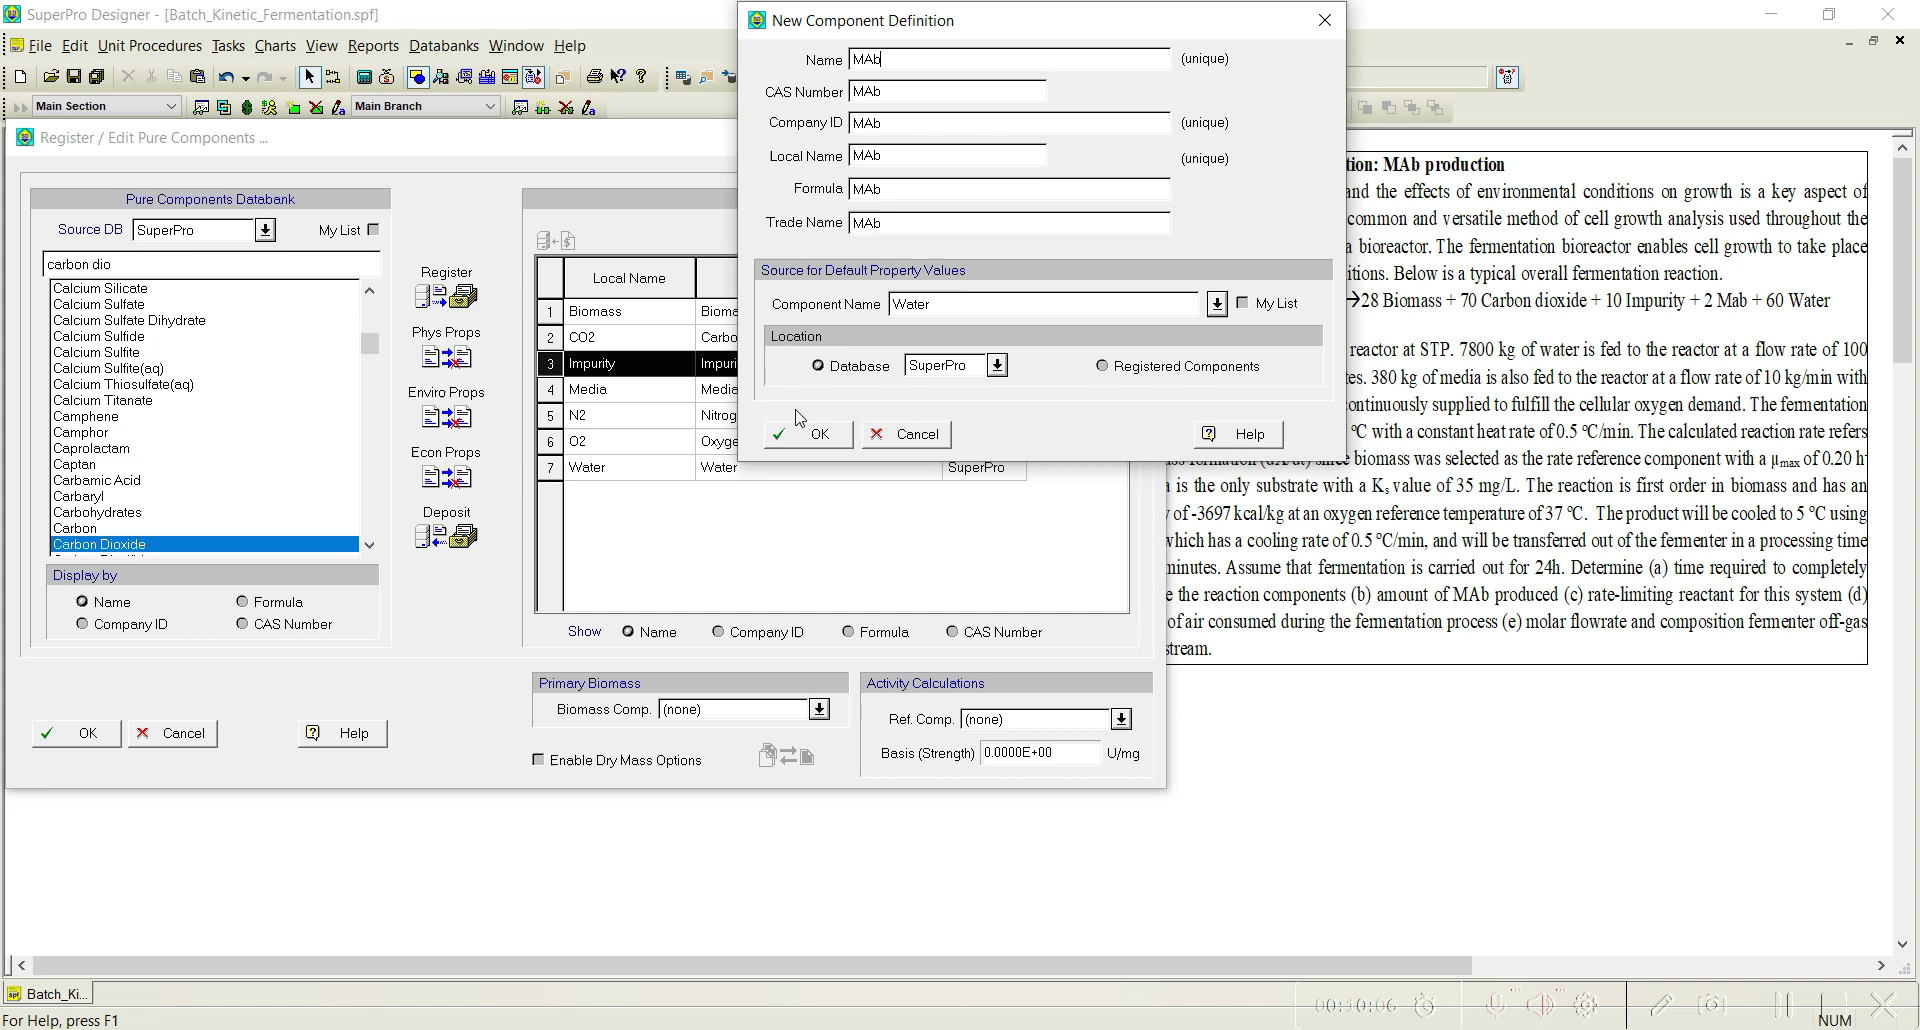 SuperPro Designer - [Batch_Kinetic_Fermentation.spf]
File Edit Unit Procedures Tasks Charts View Reports Databanks Window Help
Main Section
Main Branch
Register / Edit Pure Components ...
Pure Components Databank
Source DB SuperPro My List
carbon dio
Calcium Silicate
Calcium Sulfate
Calcium Sulfate Dihydrate
Calcium Sulfide
Calcium Sulfite
Calcium Sulfite(aq)
Calcium Thiosulfate(aq)
Calcium Titanate
Camphene
Camphor
Caprolactam
Captan
Carbamic Acid
Carbaryl
Carbohydrates
Carbon
Carbon Dioxide
Display by
Name Formula
Company ID CAS Number
OK Cancel Help
Register
Phys Props
Enviro Props
Econ Props
Deposit
Local Name
1 Biomass Bioma
2 CO2 Carbo
3 Impurity Impuri
4 Media Media
5 N2 Nitrog
6 O2 Oxyge
7 Water Water SuperPro
Show Name Company ID Formula CAS Number
Primary Biomass
Biomass Comp. (none)
Enable Dry Mass Options
Activity Calculations
Ref. Comp. (none)
Basis (Strength) 0.0000E+00 U/mg
New Component Definition
Name MAb (unique)
CAS Number MAb
Company ID MAb (unique)
Local Name MAb (unique)
Formula MAb
Trade Name MAb
Source for Default Property Values
Component Name Water My List
Location
Database SuperPro Registered Components
OK Cancel Help
tion: MAb production
and the effects of environmental conditions on growth is a key aspect of
common and versatile method of cell growth analysis used throughout the
a bioreactor. The fermentation bioreactor enables cell growth to take place
itions. Below is a typical overall fermentation reaction.
→28 Biomass + 70 Carbon dioxide + 10 Impurity + 2 Mab + 60 Water
reactor at STP. 7800 kg of water is fed to the reactor at a flow rate of 100
es. 380 kg of media is also fed to the reactor at a flow rate of 10 kg/min with
ontinuously supplied to fulfill the cellular oxygen demand. The fermentation
°C with a constant heat rate of 0.5 °C/min. The calculated reaction rate refers
biomass was selected as the rate reference component with a μmax of 0.20 h
is the only substrate with a Ks value of 35 mg/L. The reaction is first order in biomass and has an
of -3697 kcal/kg at an oxygen reference temperature of 37 °C. The product will be cooled to 5 °C using
which has a cooling rate of 0.5 °C/min, and will be transferred out of the fermenter in a processing time
minutes. Assume that fermentation is carried out for 24h. Determine (a) time required to completely
e the reaction components (b) amount of MAb produced (c) rate-limiting reactant for this system (d)
of air consumed during the fermentation process (e) molar flowrate and composition fermenter off-gas
stream.
Batch_Ki...
00:10:06
For Help, press F1
NUM